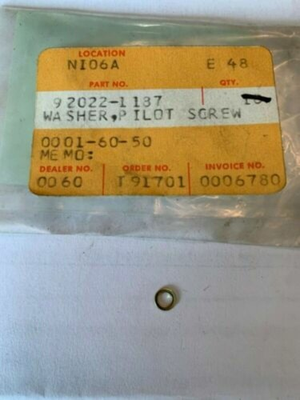 LOCATION
NI06A E 48
PART NO. QTY.
92022-1187
WASHER,PILOT SCREW
0001-60-50
MEMO:
DEALER NO. ORDER NO. INVOICE NO.
0060 T91701 0006780